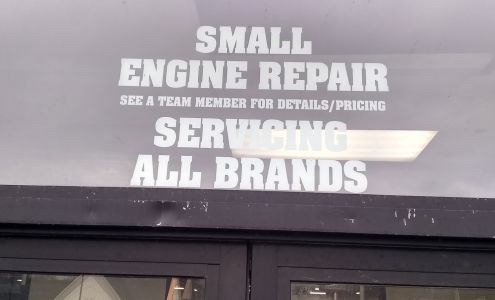 SMALL
ENGINE REPAIR
SEE A TEAM MEMBER FOR DETAILS/PRICING
SERVICING
ALL BRANDS